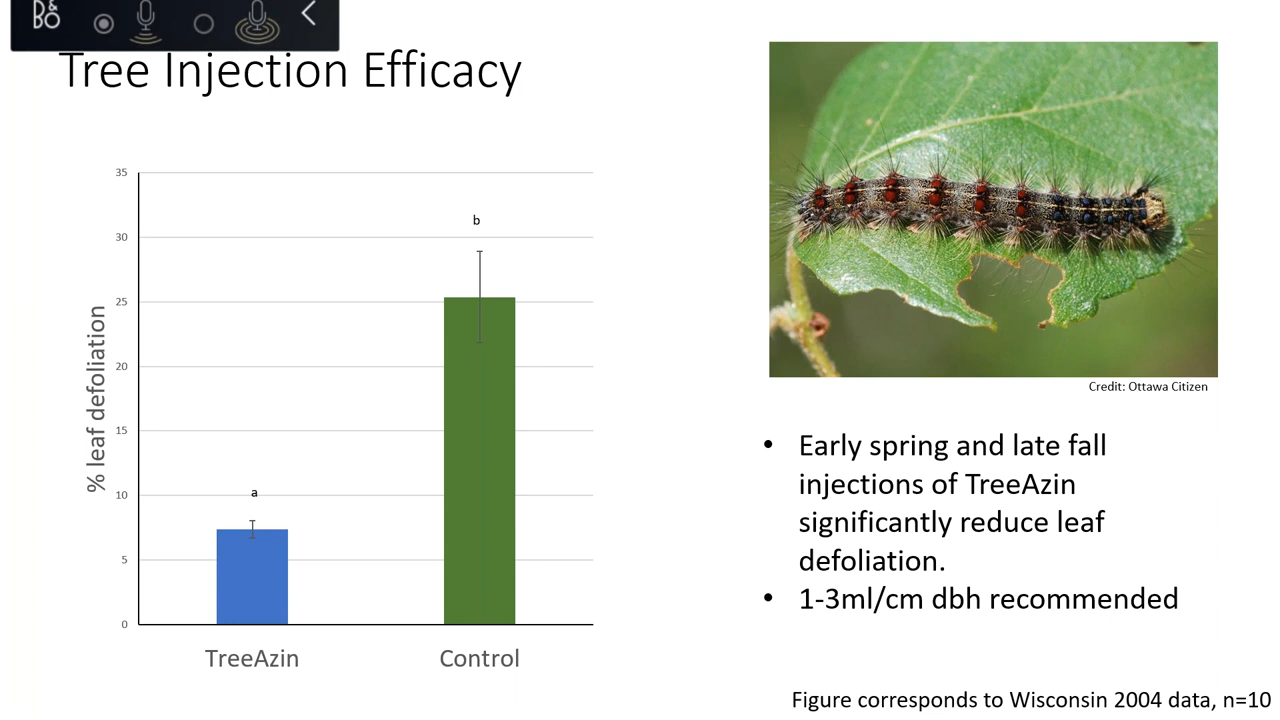 B&O
Tree Injection Efficacy
35
30
25
20
15
10
5
0
% leaf defoliation
a
b
TreeAzin
Control
Credit: Ottawa Citizen
• Early spring and late fall
injections of TreeAzin
significantly reduce leaf
defoliation.
• 1-3ml/cm dbh recommended
Figure corresponds to Wisconsin 2004 data, n=10